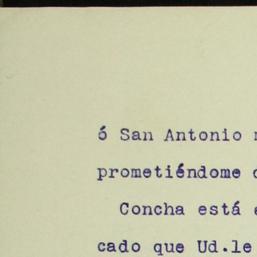 ó San Antonio
prometiéndome
Concha está
cado que Ud.le